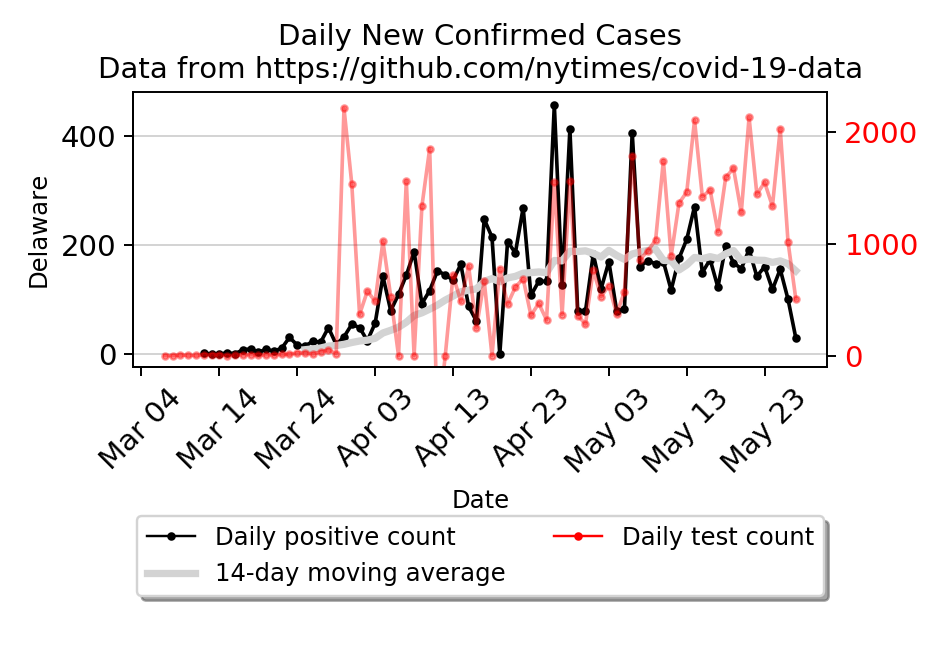 Daily New Confirmed Cases
Data from https://github.com/nytimes/covid-19-data
Delaware
400
200
0
2000
1000
0
Mar 04
Mar 14
Mar 24
Apr 03
Apr 13
Apr 23
May 03
May 13
May 23
Date
Daily positive count
Daily test count
14-day moving average